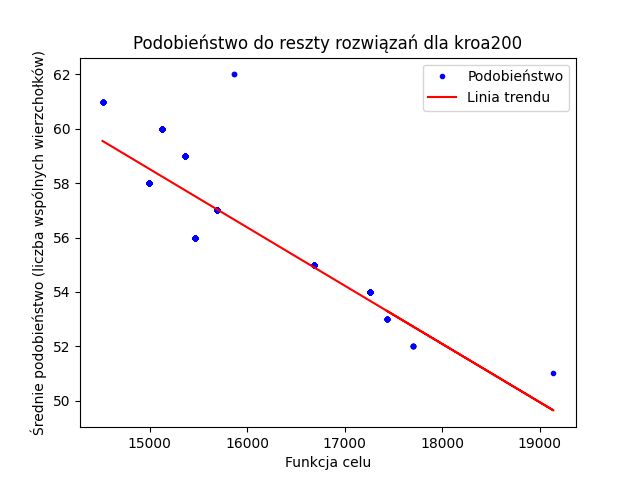 Podobieństwo do reszty rozwiązań dla kroa200
Średnie podobieństwo (liczba wspólnych wierzchołków)
62
60
58
56
54
52
50
Podobieństwo
Linia trendu
15000 16000 17000 18000 19000
Funkcja celu